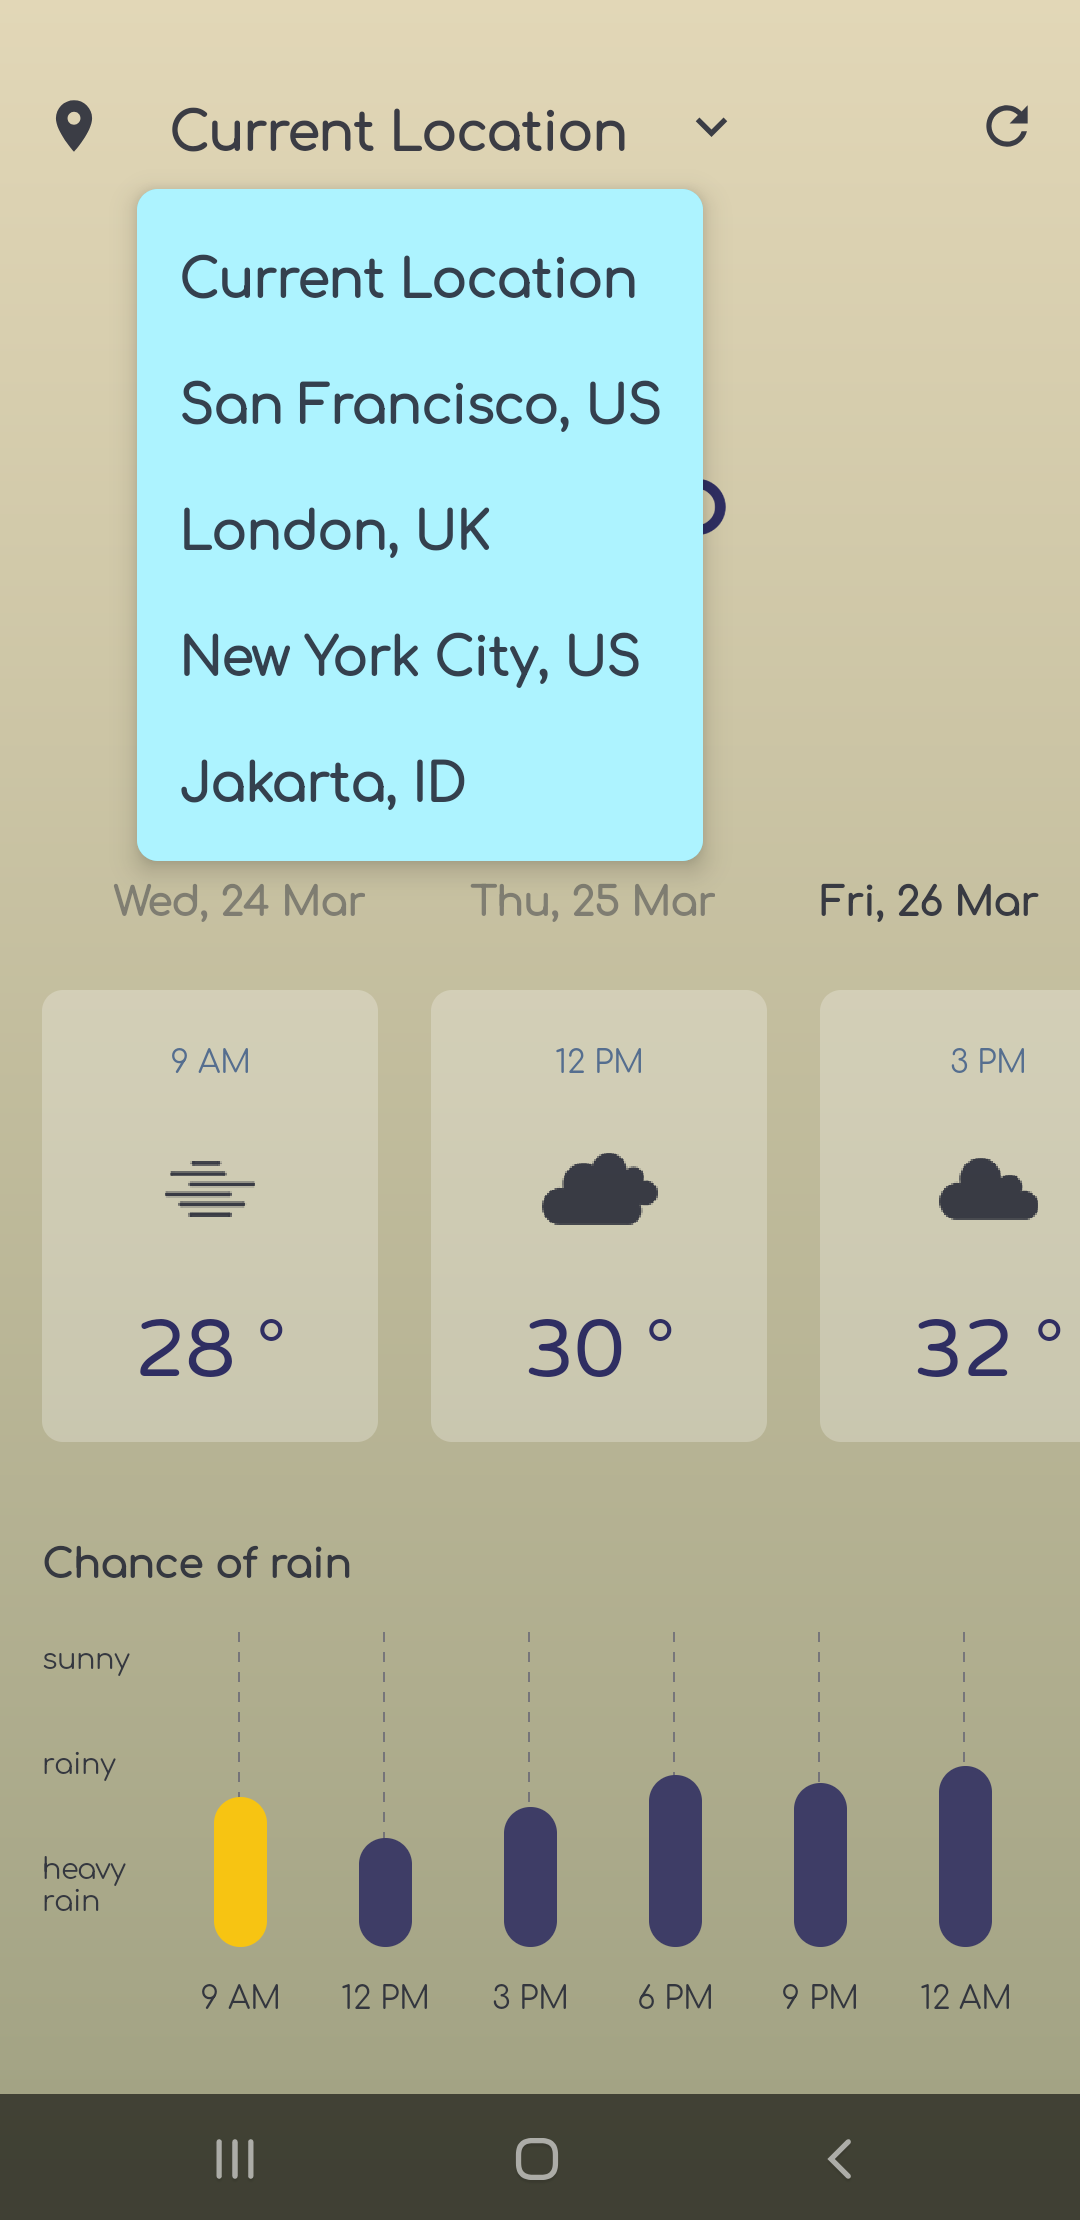 Current Location
Current Location
San Francisco, US
London, UK
New York City, US
Jakarta, ID
Wed, 24 Mar Thu, 25 Mar Fri, 26 Mar
9 AM 12 PM 3 PM
28 ° 30 ° 32 °
Chance of rain
sunny
rainy
heavy
rain
9 AM 12 PM 3 PM 6 PM 9 PM 12 AM